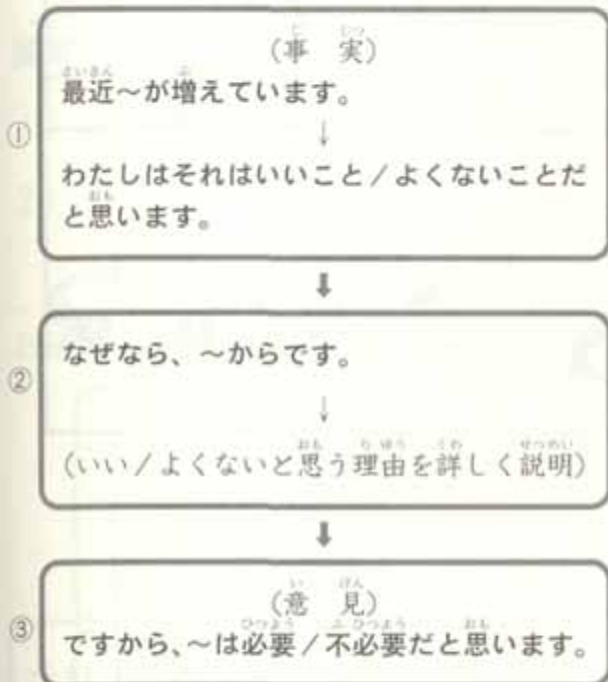 ①
（事実）
最近～が増えています。
↓
わたしはそれはいいこと／よくないことだ
と思います。
②
なぜなら、～からです。
↓
（いい／よくないと思う理由を詳しく説明）
③
（意見）
ですから、～は必要／不必要だと思います。